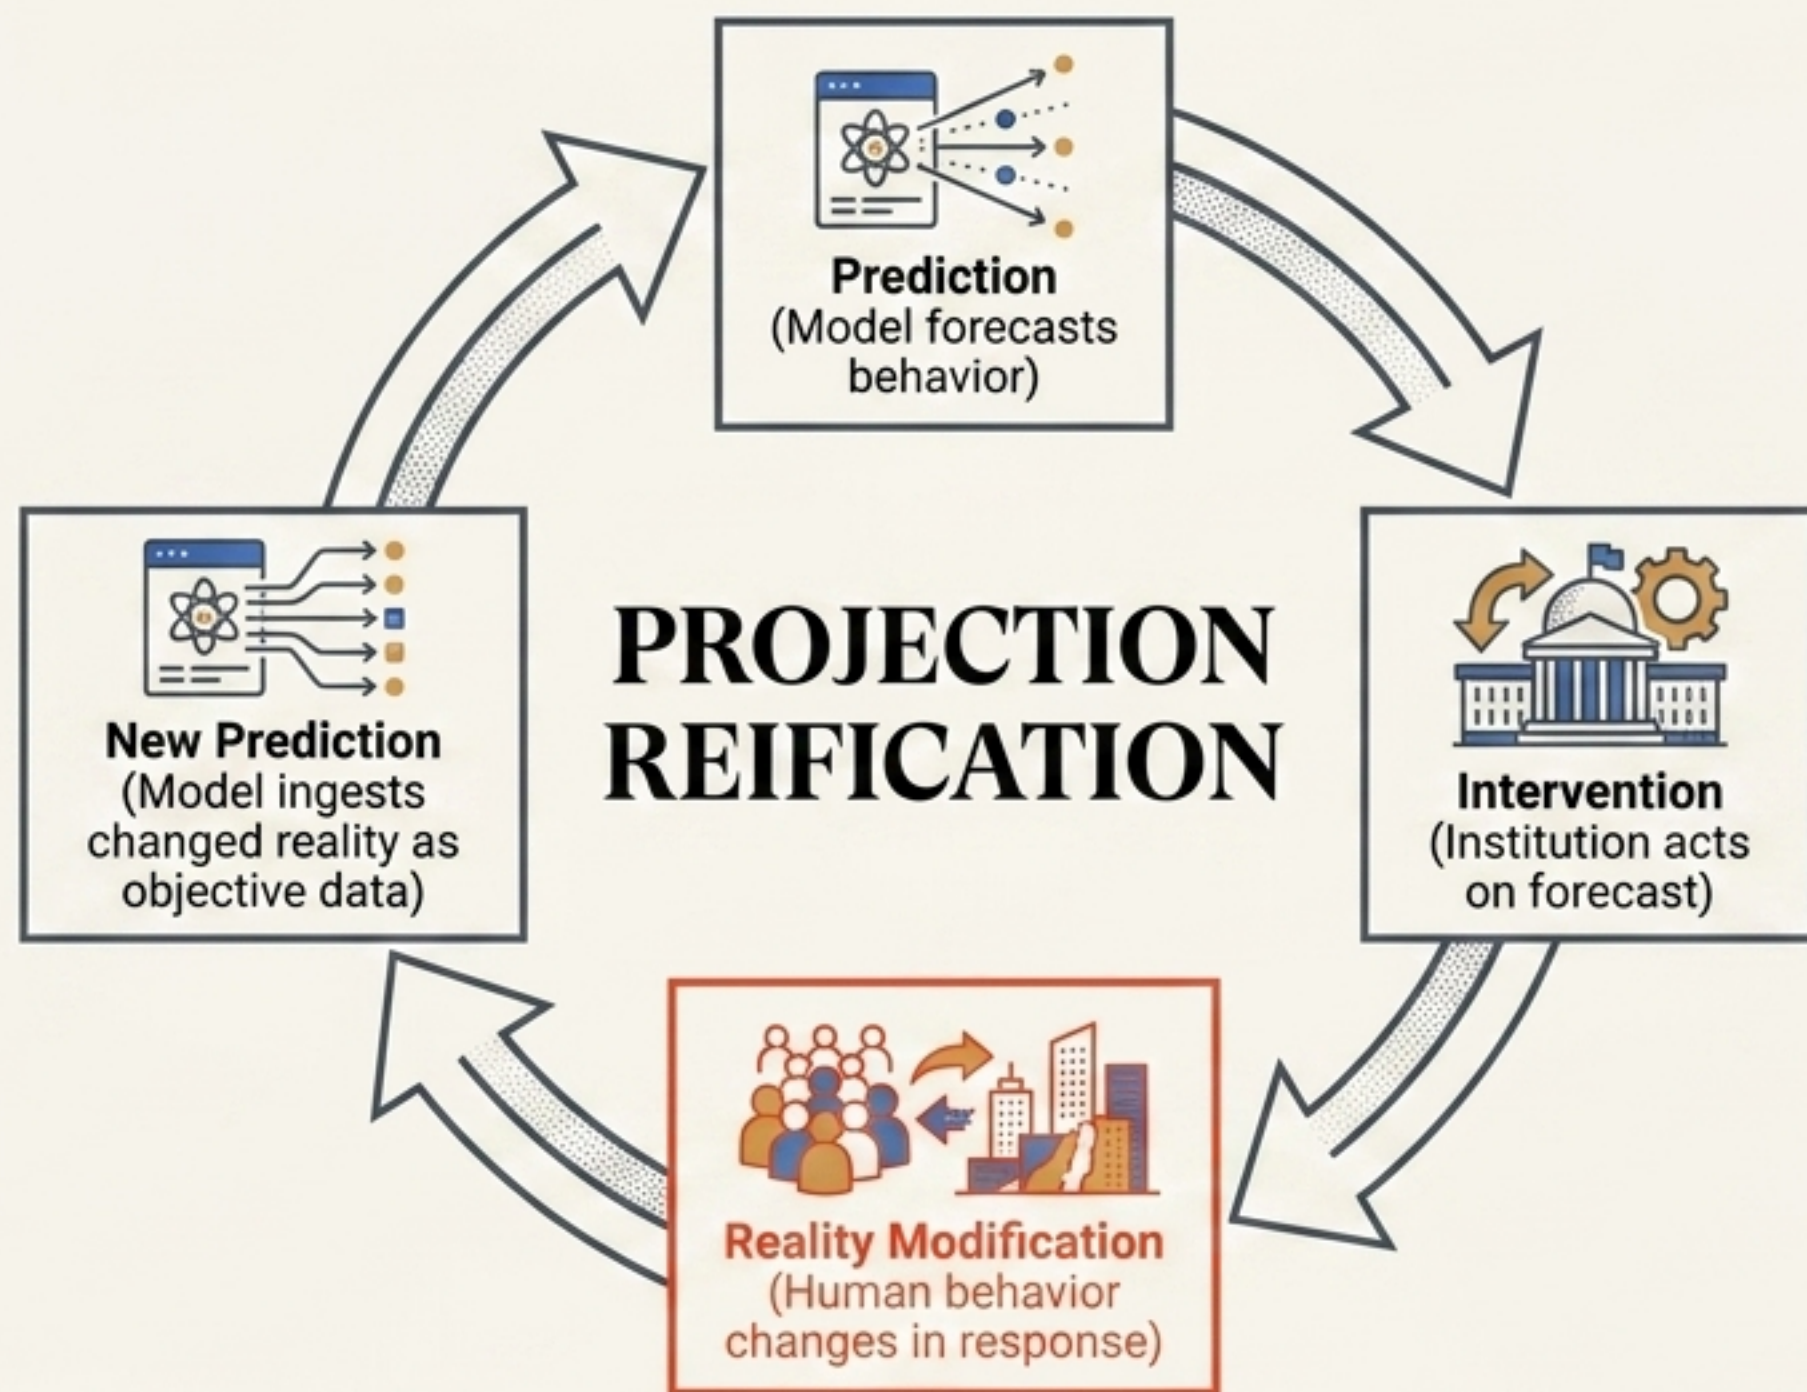 Prediction
(Model forecasts
behavior)
New Prediction
(Model ingests
changed reality as
objective data)
PROJECTION
REIFICATION
Intervention
(Institution acts
on forecast)
Reality Modification
(Human behavior
changes in response)